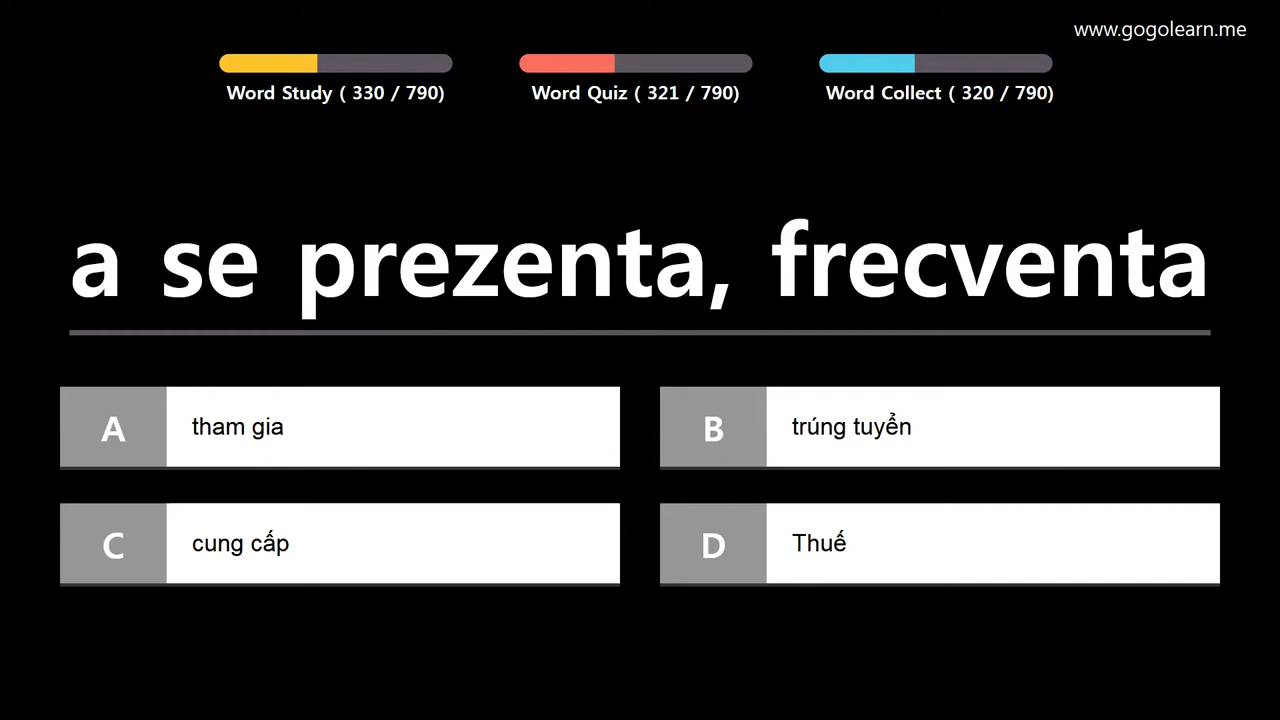 www.gogolearn.me
Word Study ( 330 / 790)
Word Quiz ( 321 / 790)
Word Collect ( 320 / 790)
a se prezenta, frecventa
A tham gia
B trúng tuyển
C cung cấp
D Thuế